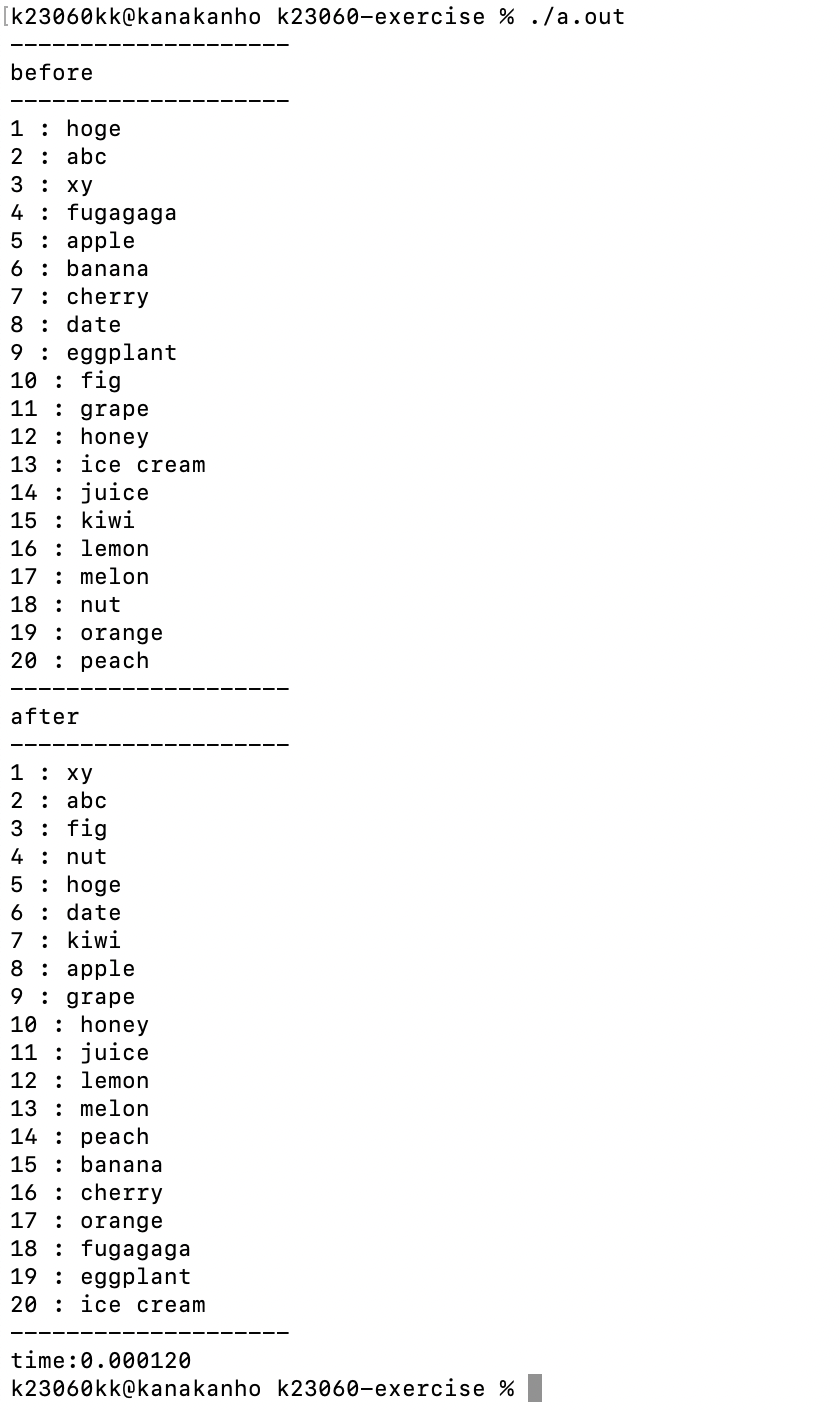 [k23060kk@kanakanho k23060-exercise % ./a.out
--------------------
before
--------------------
1 : hoge
2 : abc
3 : xy
4 : fugagaga
5 : apple
6 : banana
7 : cherry
8 : date
9 : eggplant
10 : fig
11 : grape
12 : honey
13 : ice cream
14 : juice
15 : kiwi
16 : lemon
17 : melon
18 : nut
19 : orange
20 : peach
--------------------
after
--------------------
1 : xy
2 : abc
3 : fig
4 : nut
5 : hoge
6 : date
7 : kiwi
8 : apple
9 : grape
10 : honey
11 : juice
12 : lemon
13 : melon
14 : peach
15 : banana
16 : cherry
17 : orange
18 : fugagaga
19 : eggplant
20 : ice cream
--------------------
time:0.000120
k23060kk@kanakanho k23060-exercise %